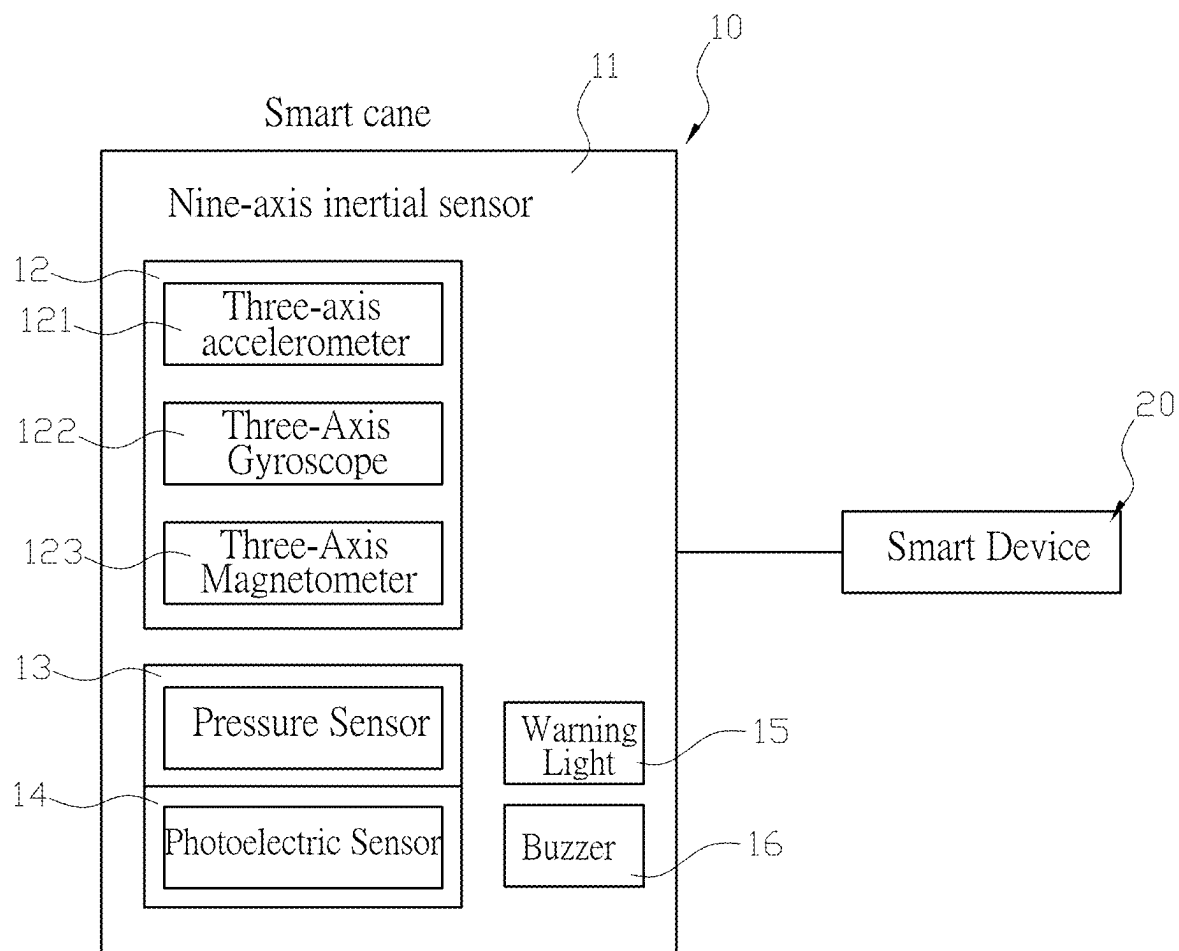 10
11
Smart cane
Nine-axis inertial sensor
12
121
Three-axis
accelerometer
122
Three-Axis
Gyroscope
20
123
Three-Axis
Magnetometer
Smart Device
13
Pressure Sensor
Warning
Light
15
14
Photoelectric Sensor
Buzzer
16